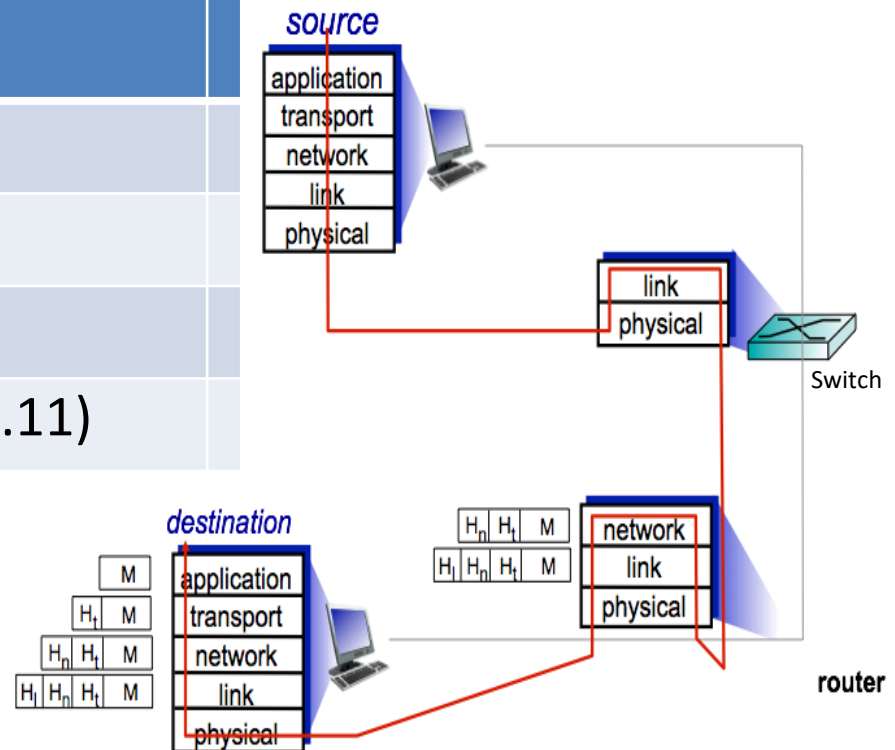 source
application
transport
network
link
physical
link
physical
Switch
.11)
destination
M
Ht M
Hn Ht M
Hl Hn Ht M
application
transport
network
link
physical
Hn Ht M
Hl Hn Ht M
network
link
physical
router